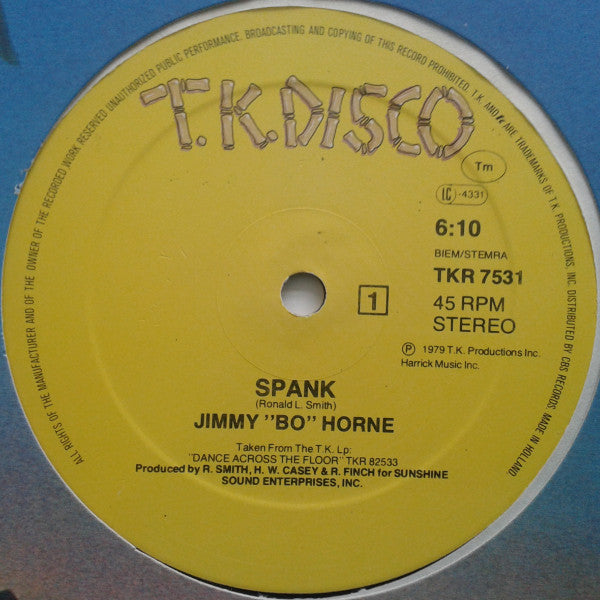 ALL RIGHTS OF THE MANUFACTURER AND OF THE OWNER OF THE RECORDED WORK RESERVED. UNAUTHORIZED PUBLIC PERFORMANCE, BROADCASTING AND COPYING OF THIS RECORD PROHIBITED. T.K. AND tk ARE TRADEMARKS OF T.K. PRODUCTIONS, INC. DISTRIBUTED BY CBS RECORDS. MADE IN HOLLAND.
T.K. DISCO
Tm
IC -4331
6:10
BIEM/STEMRA
TKR 7531
1
45 RPM
STEREO
℗ 1979 T.K. Productions Inc.
Harrick Music Inc.
SPANK
(Ronald L. Smith)
JIMMY "BO" HORNE
Taken From The T.K. Lp:
"DANCE ACROSS THE FLOOR" TKR 82533
Produced by R. SMITH, H. W. CASEY & R. FINCH for SUNSHINE
SOUND ENTERPRISES, INC.